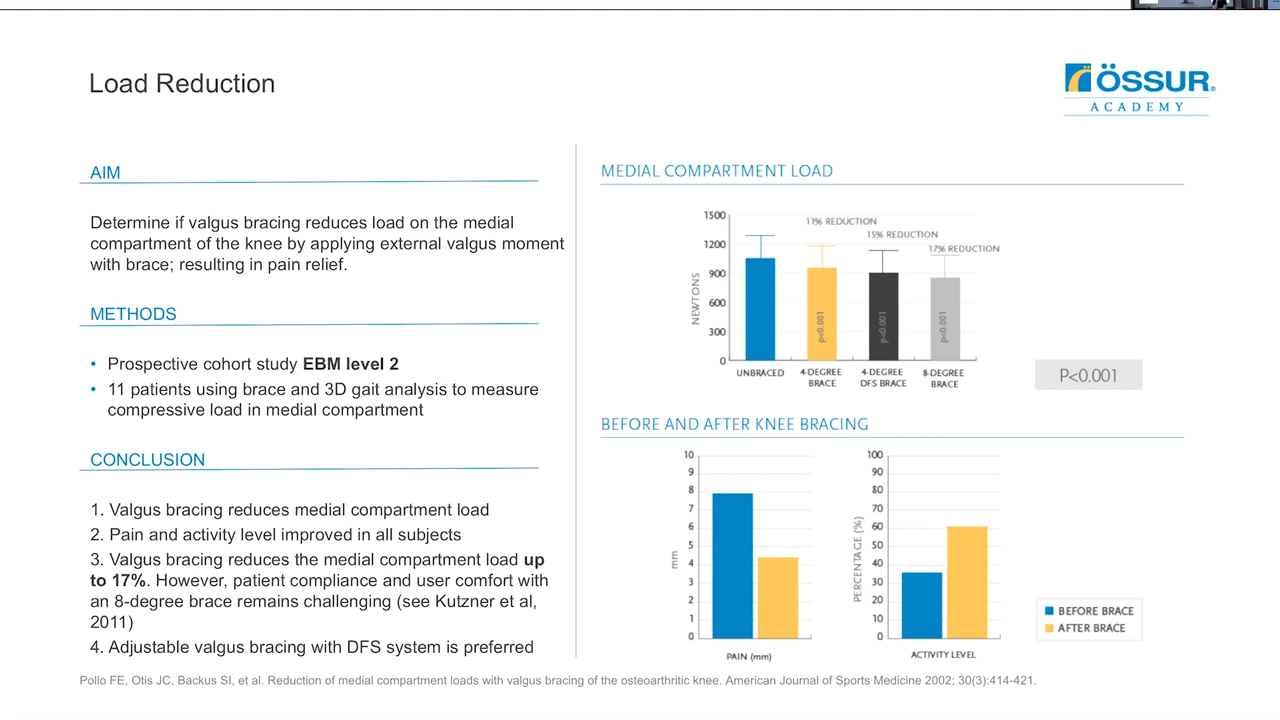 Load Reduction
ÖSSUR®
ACADEMY
AIM
Determine if valgus bracing reduces load on the medial
compartment of the knee by applying external valgus moment
with brace; resulting in pain relief.
METHODS
• Prospective cohort study EBM level 2
• 11 patients using brace and 3D gait analysis to measure
compressive load in medial compartment
CONCLUSION
1. Valgus bracing reduces medial compartment load
2. Pain and activity level improved in all subjects
3. Valgus bracing reduces the medial compartment load up
to 17%. However, patient compliance and user comfort with
an 8-degree brace remains challenging (see Kutzner et al,
2011)
4. Adjustable valgus bracing with DFS system is preferred
MEDIAL COMPARTMENT LOAD
NEWTONS
1500
1200
900
600
300
0
11% REDUCTION
15% REDUCTION
17% REDUCTION
p<0.001
p<0.001
p<0.001
UNBRACED
4-DEGREE
BRACE
4-DEGREE
DFS BRACE
8-DEGREE
BRACE
P<0.001
BEFORE AND AFTER KNEE BRACING
mm
10
9
8
7
6
5
4
3
2
1
0
PAIN (mm)
PERCENTAGE (%)
100
90
80
70
60
50
40
30
20
10
0
ACTIVITY LEVEL
BEFORE BRACE
AFTER BRACE
Pollo FE, Otis JC, Backus SI, et al. Reduction of medial compartment loads with valgus bracing of the osteoarthritic knee. American Journal of Sports Medicine 2002; 30(3):414-421.